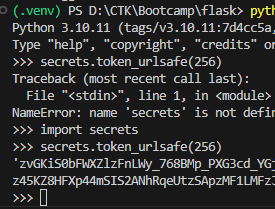 (.venv) PS D:\CTK\Bootcamp\flask> pyth
Python 3.10.11 (tags/v3.10.11:7d4cc5a,
Type "help", "copyright", "credits" or
>>> secrets.token_urlsafe(256)
Traceback (most recent call last):
File "<stdin>", line 1, in <module>
NameError: name 'secrets' is not defin
>>> import secrets
>>> secrets.token_urlsafe(256)
'zvGKiS0bFWXZlzFnLWy_768BMp_PXG3cd_YGj
z45KZ8HFXp44mSIS2ANhRqeUtzSApzMF1LMFzJ
>>>